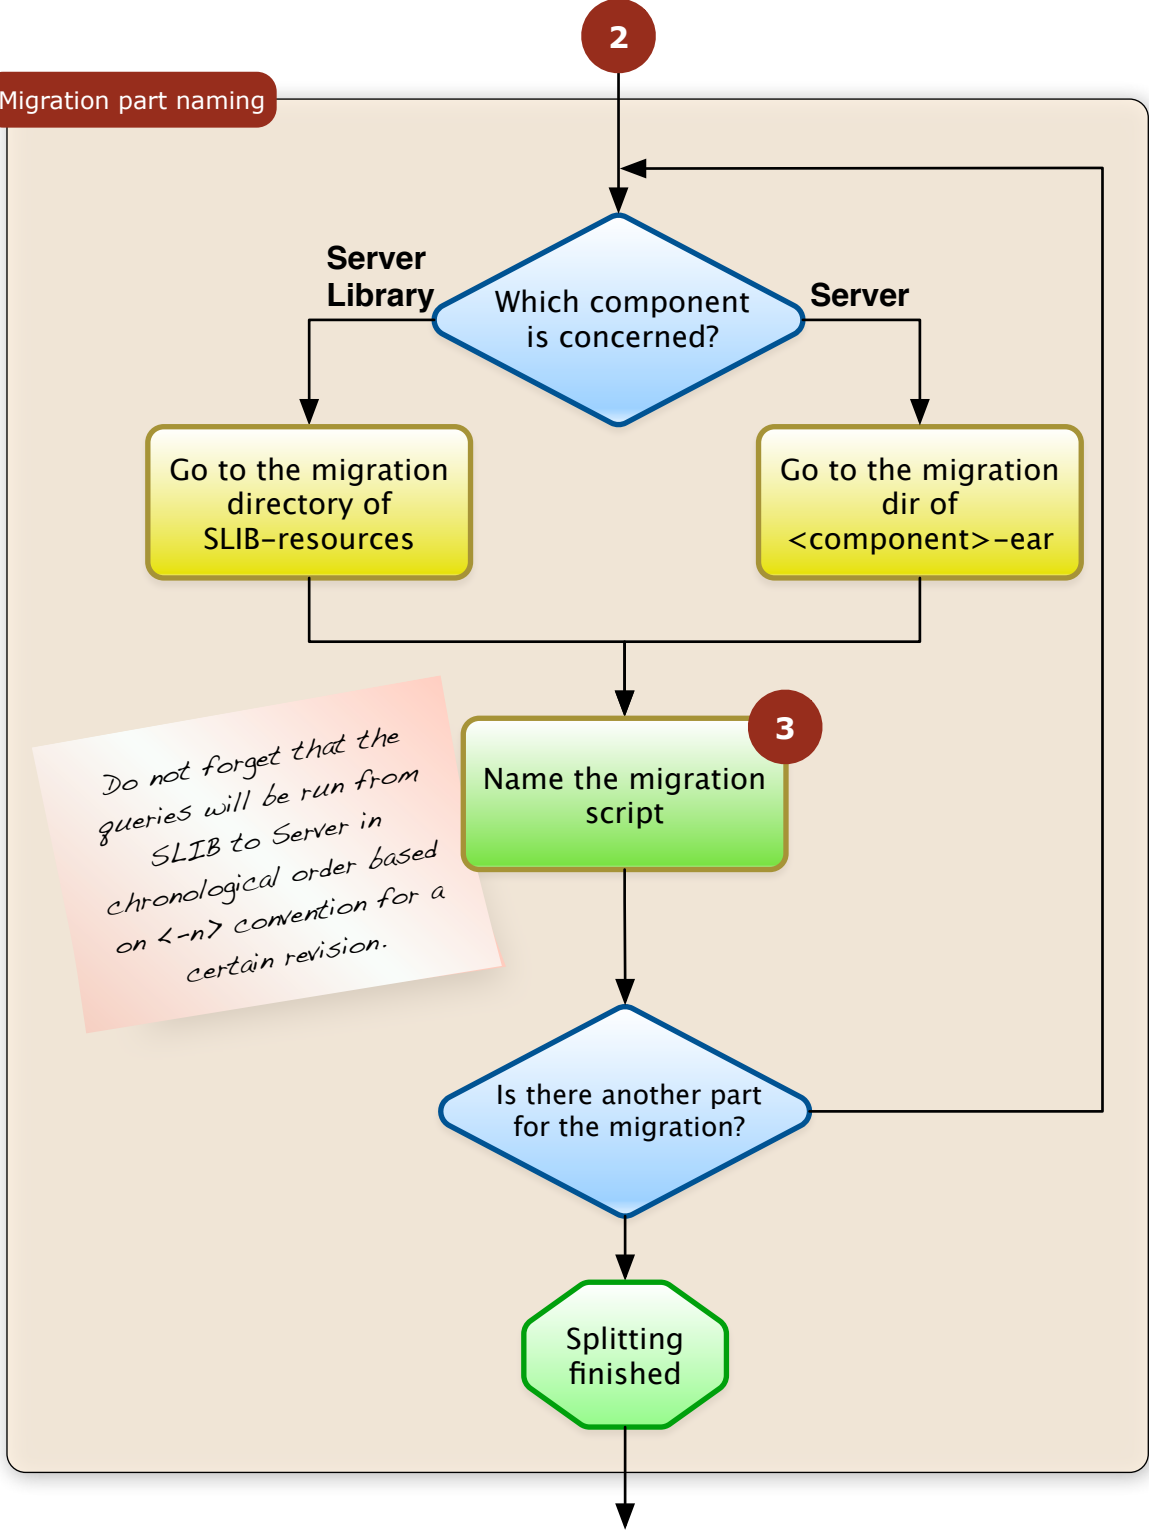 2
Migration part naming
Server
Library
Server
Which component
is concerned?
Go to the migration
directory of
SLIB-resources
Go to the migration
dir of
<component>-ear
3
Name the migration
script
Do not forget that the
queries will be run from
SLIB to Server in
chronological order based
on <-n> convention for a
certain revision.
Is there another part
for the migration?
Splitting
finished